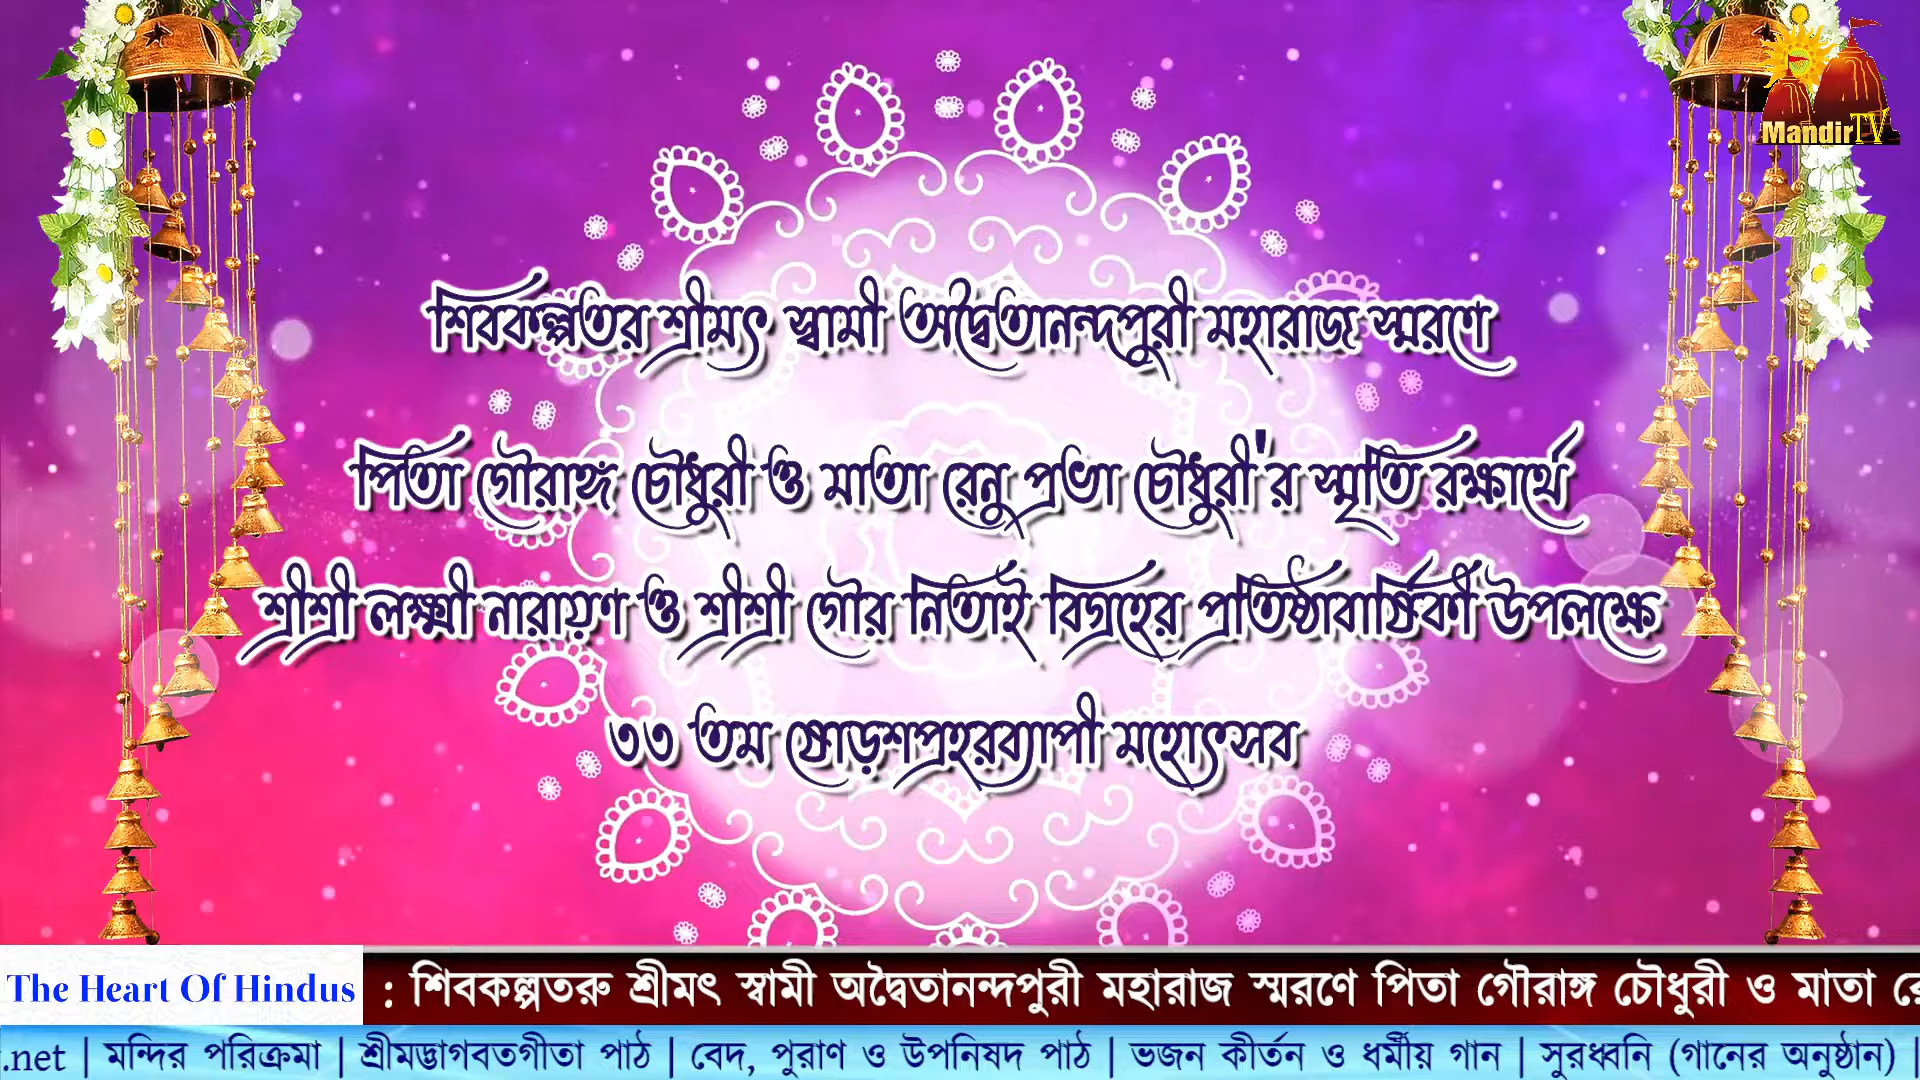 MandirTV
শিবকল্পতরু শ্রীমৎ স্বামী অদ্বৈতানন্দপুরী মহারাজ স্মরণে
পিতা গৌরাঙ্গ চৌধুরী ও মাতা রেনু প্রভা চৌধুরী'র স্মৃতি রক্ষার্থে
শ্রীশ্রী লক্ষ্মী নারায়ণ ও শ্রীশ্রী গৌর নিতাই বিগ্রহের প্রতিষ্ঠাবার্ষিকী উপলক্ষে
৩৩ তম ষোড়শপ্রহরব্যাপী মহোৎসব
The Heart Of Hindus : শিবকল্পতরু শ্রীমৎ স্বামী অদ্বৈতানন্দপুরী মহারাজ স্মরণে পিতা গৌরাঙ্গ চৌধুরী ও মাতা রে
.net | মন্দির পরিক্রমা | শ্রীমদ্ভাগবতগীতা পাঠ | বেদ, পুরাণ ও উপনিষদ পাঠ | ভজন কীর্তন ও ধর্মীয় গান | সুরধ্বনি (গানের অনুষ্ঠান) |